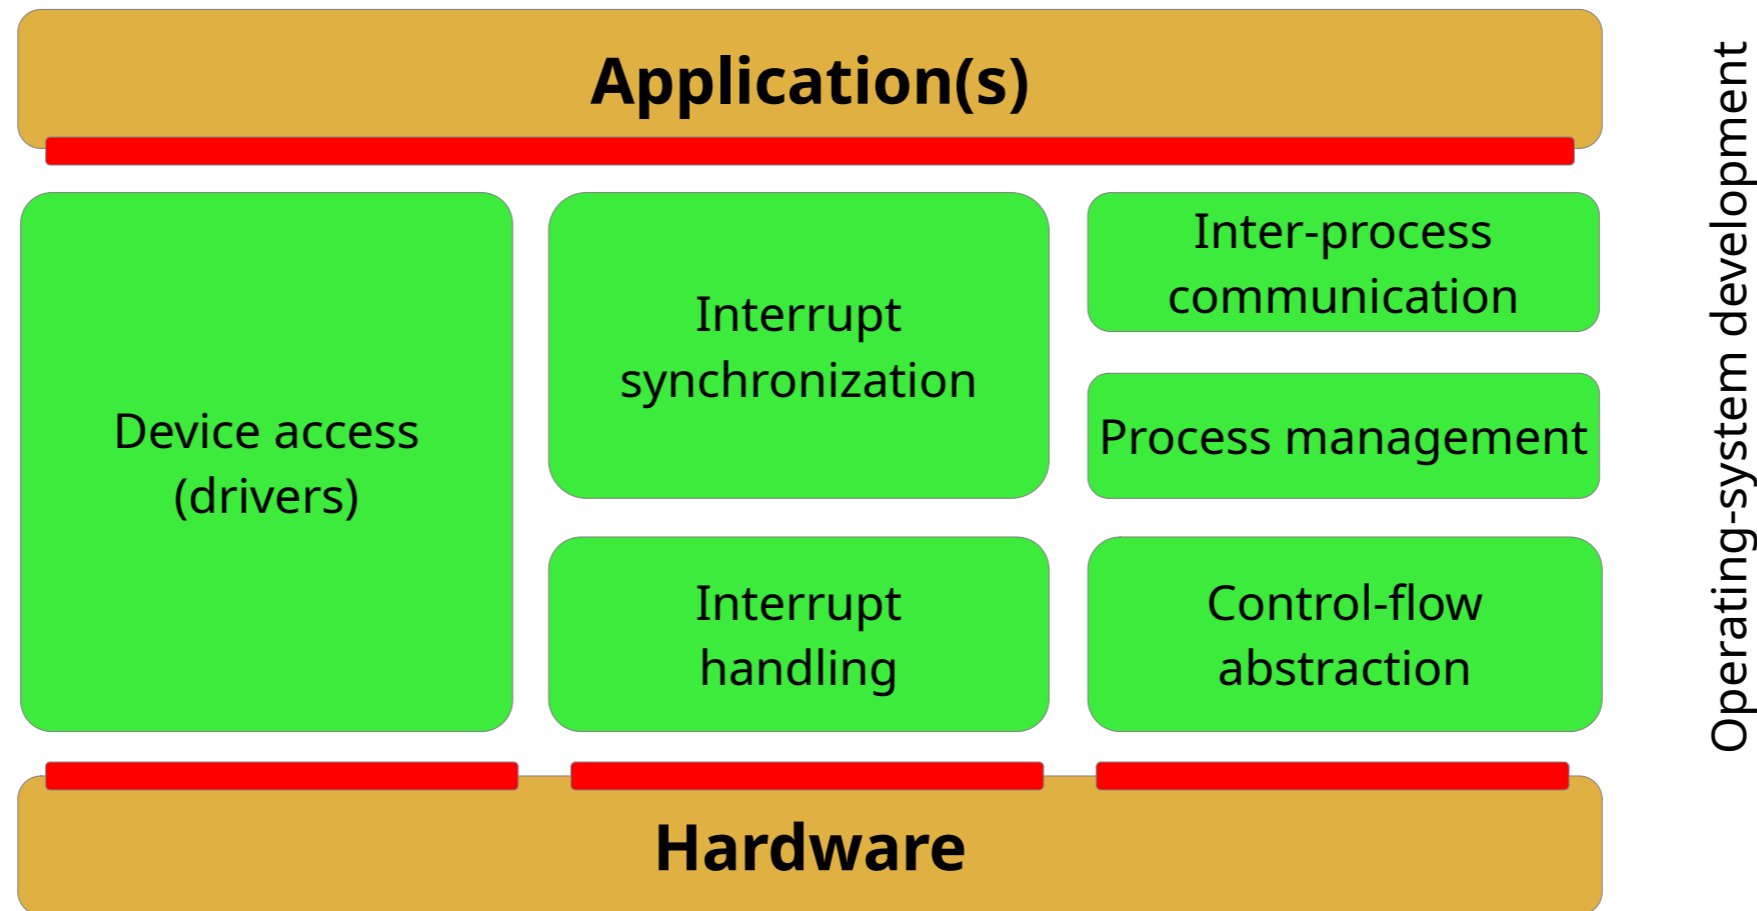 Application(s)
Device access
(drivers)
Interrupt
synchronization
Interrupt
handling
Inter-process
communication
Process management
Control-flow
abstraction
Hardware
Operating-system development